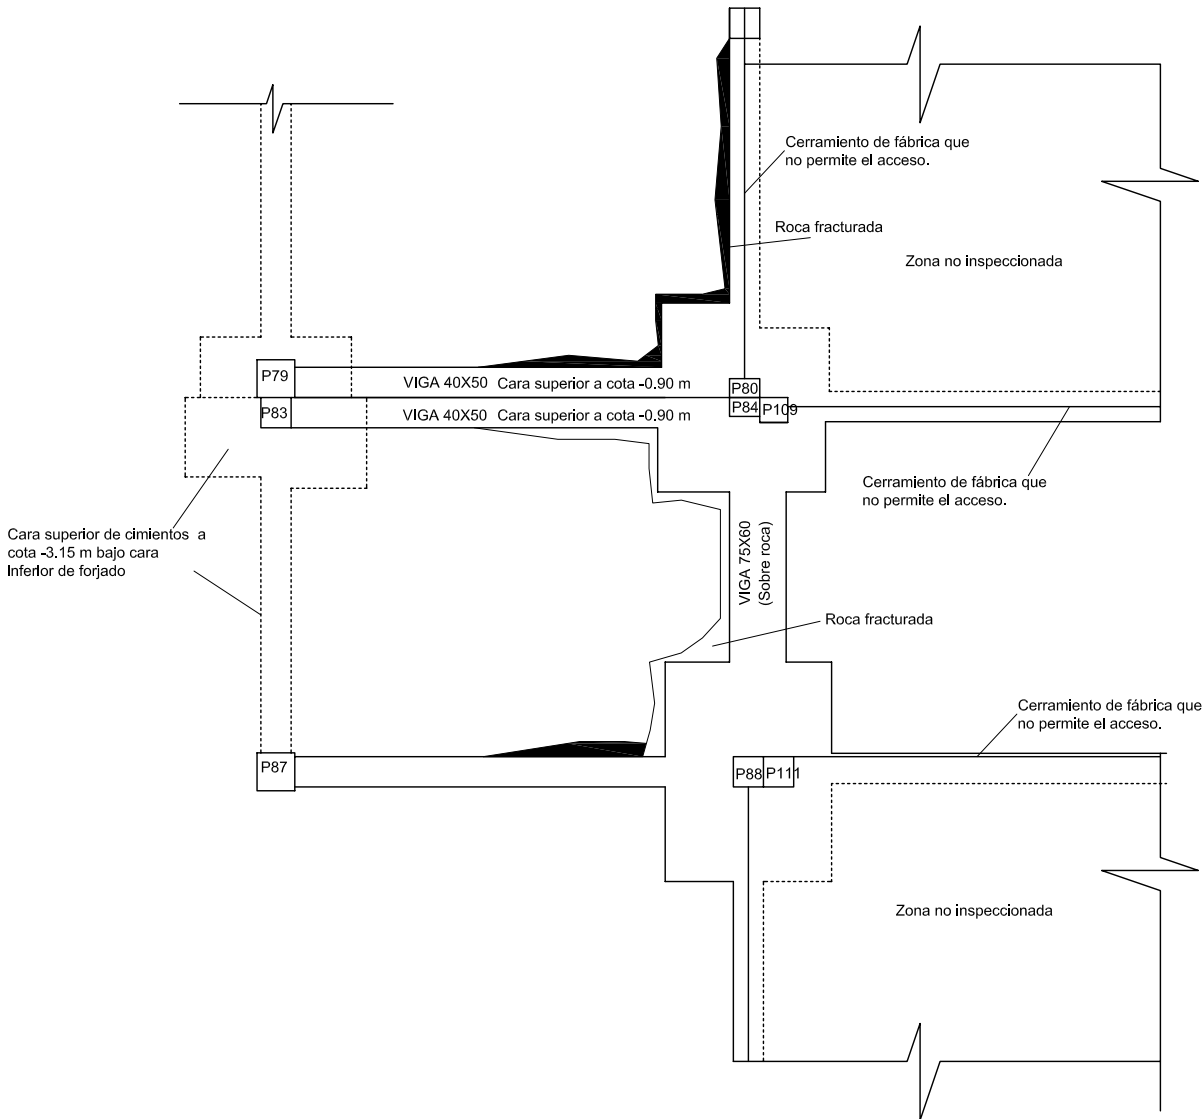 Cerramiento de fábrica que
no permite el acceso.
Roca fracturada
Zona no inspeccionada
P79
VIGA 40X50 Cara superior a cota -0.90 m
P80
P83
VIGA 40X50 Cara superior a cota -0.90 m
P84
P109
Cerramiento de fábrica que
no permite el acceso.
Cara superior de cimientos a
cota -3.15 m bajo cara
inferior de forjado
VIGA 75X60
(Sobre roca)
Roca fracturada
Cerramiento de fábrica que
no permite el acceso.
P87
P88
P111
Zona no inspeccionada